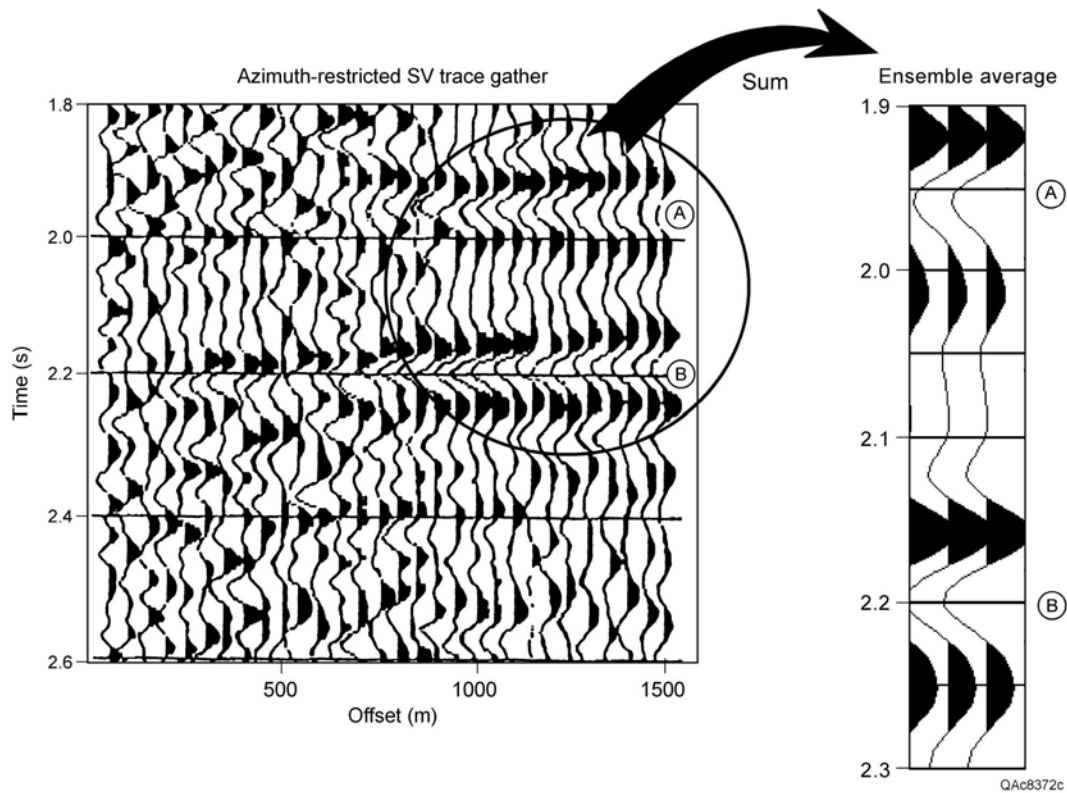 Azimuth-restricted SV trace gather
Sum
Ensemble average
1.8
2.0
2.2
2.4
2.6
Time (s)
A
B
500
1000
1500
Offset (m)
1.9
2.0
2.1
2.2
2.3
A
B
QAc8372c